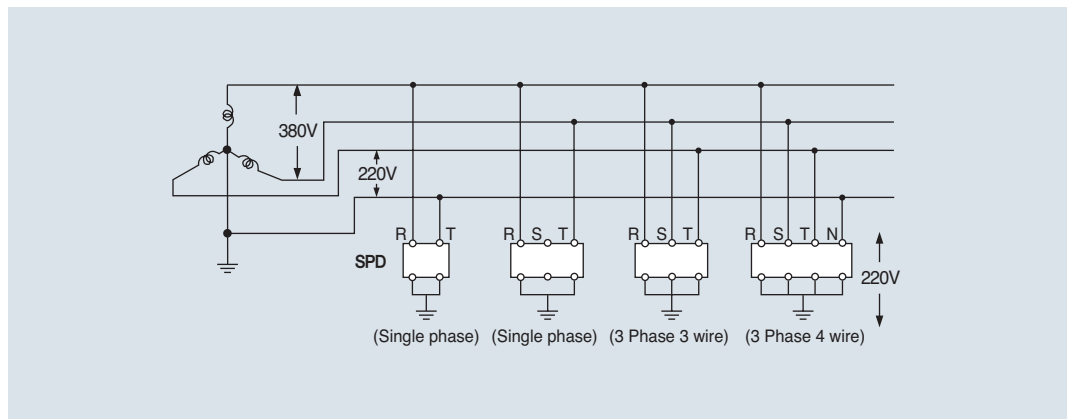 380V
220V
R T R S T R S T R S T N
SPD
220V
(Single phase) (Single phase) (3 Phase 3 wire) (3 Phase 4 wire)